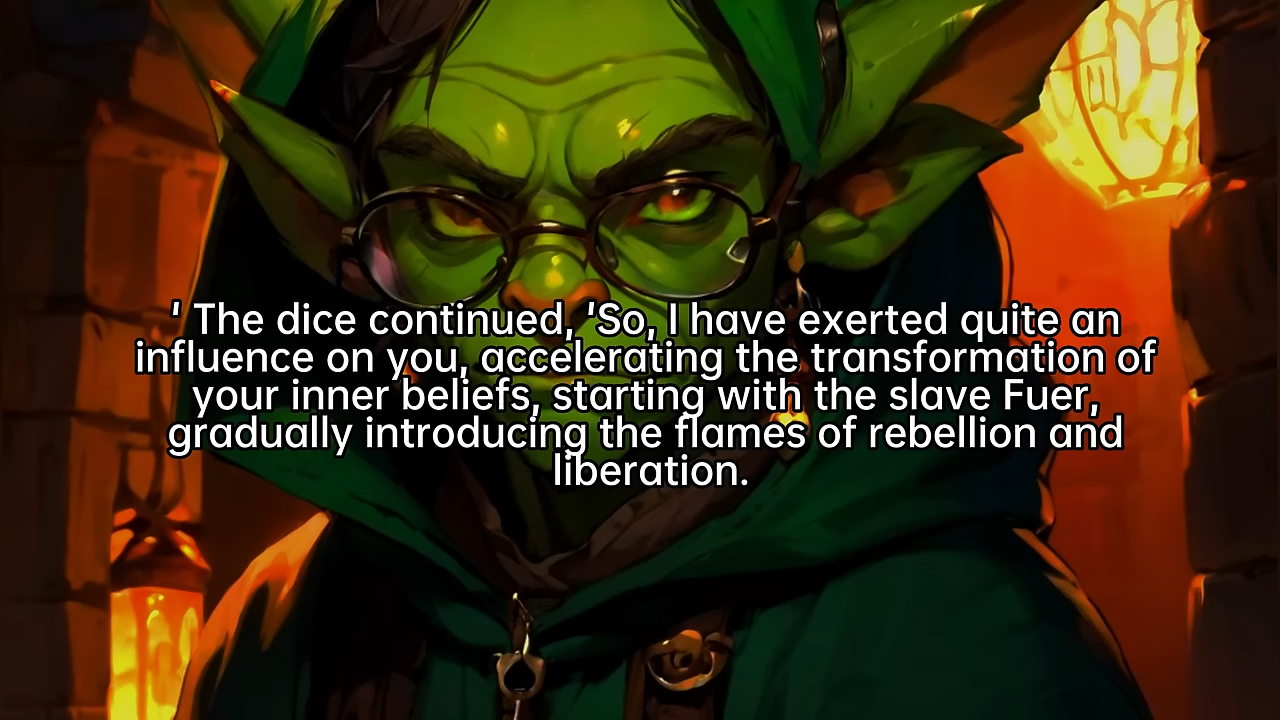 ' The dice continued, 'So, I have exerted quite an
influence on you, accelerating the transformation of
your inner beliefs, starting with the slave Fuer,
gradually introducing the flames of rebellion and
liberation.